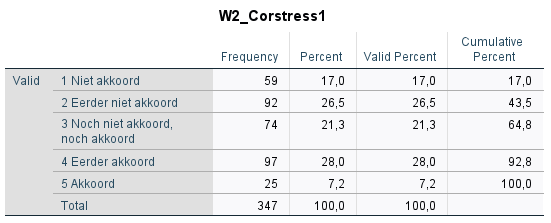 W2_Corstress1
Frequency Percent Valid Percent Cumulative Percent
Valid 1 Niet akkoord 59 17,0 17,0 17,0
2 Eerder niet akkoord 92 26,5 26,5 43,5
3 Noch niet akkoord, noch akkoord 74 21,3 21,3 64,8
4 Eerder akkoord 97 28,0 28,0 92,8
5 Akkoord 25 7,2 7,2 100,0
Total 347 100,0 100,0